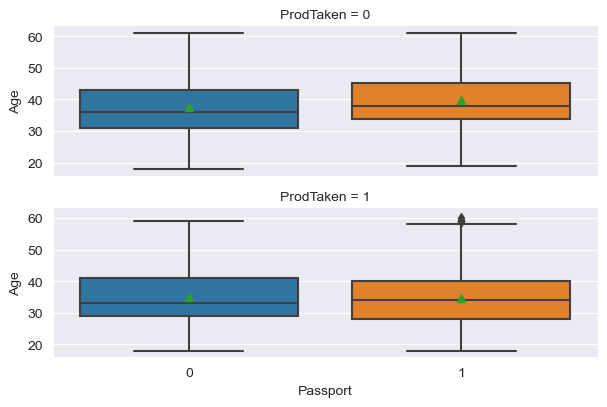 ProdTaken = 0
60
50
40
30
20
Age
ProdTaken = 1
60
50
40
30
20
Age
0 1
Passport